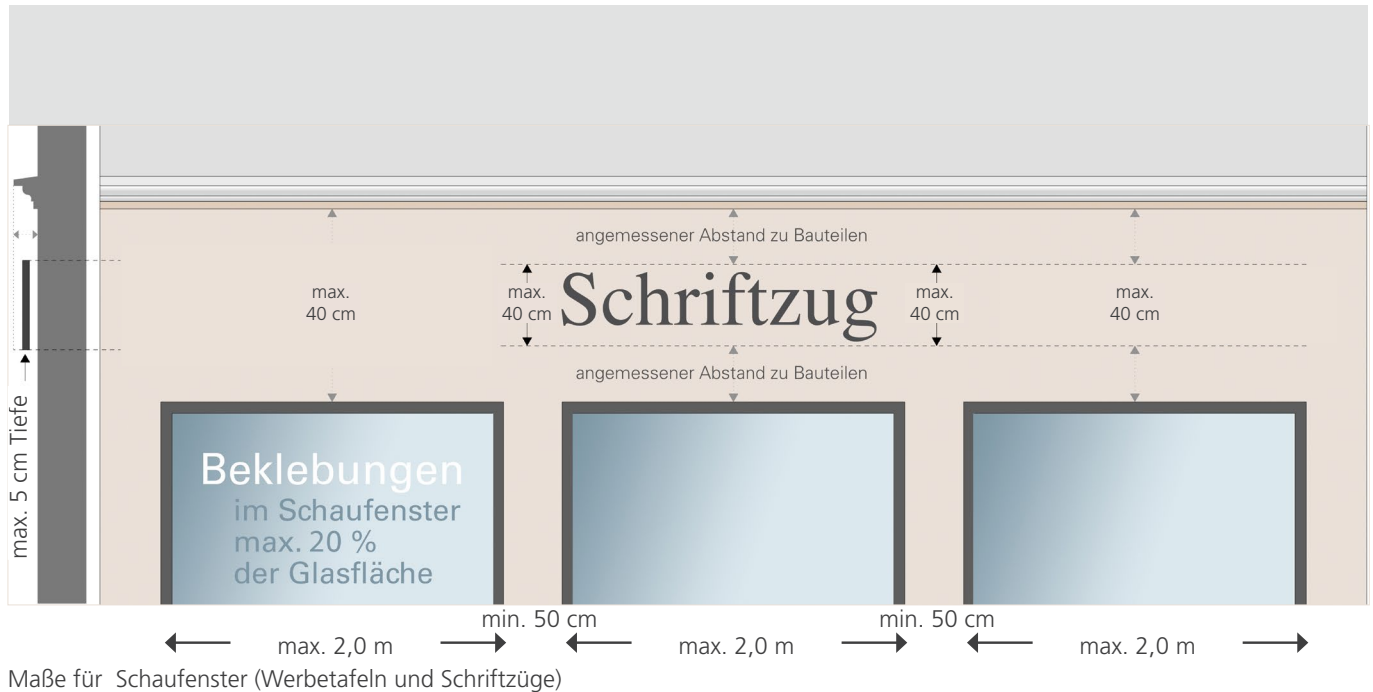 angemessener Abstand zu Bauteilen
max.
40 cm
max.
40 cm
Schriftzug
max.
40 cm
max.
40 cm
angemessener Abstand zu Bauteilen
max. 5 cm Tiefe
Beklebungen
im Schaufenster
max. 20 %
der Glasfläche
min. 50 cm
min. 50 cm
max. 2,0 m
max. 2,0 m
max. 2,0 m
Maße für Schaufenster (Werbetafeln und Schriftzüge)